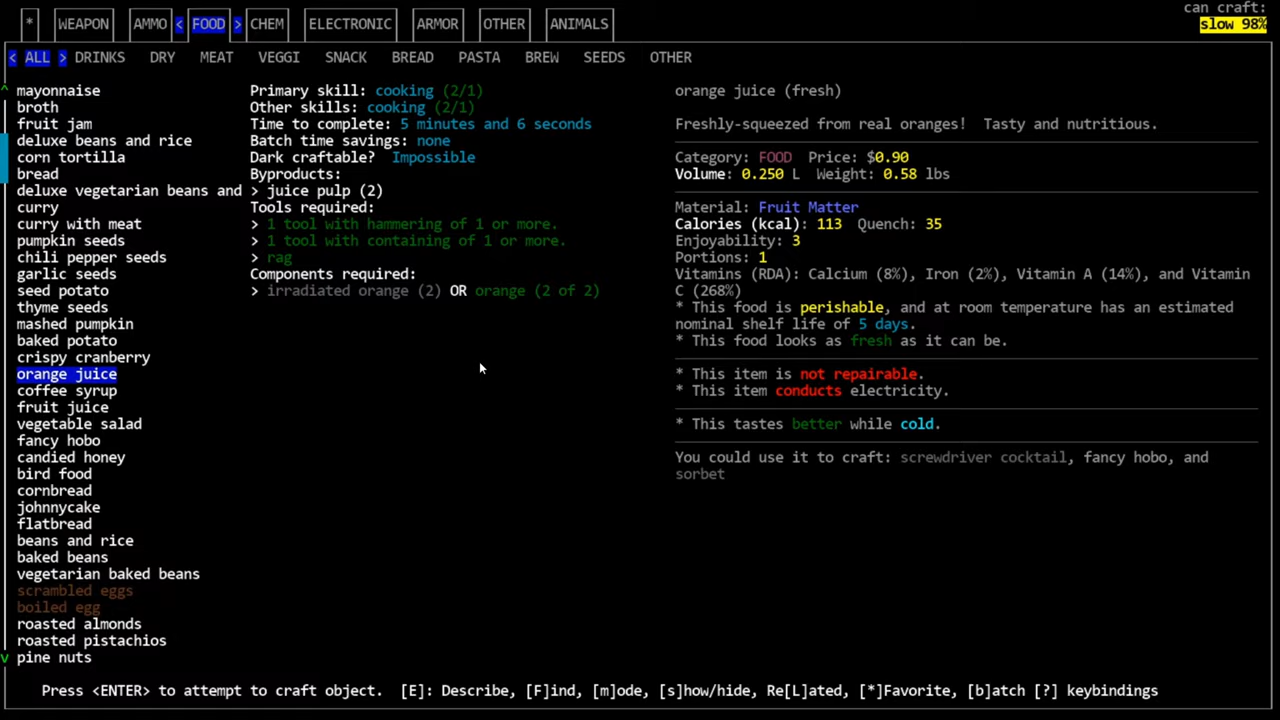 can craft:
* WEAPON AMMO < FOOD > CHEM ELECTRONIC ARMOR OTHER ANIMALS slow 98%
< ALL > DRINKS DRY MEAT VEGGI SNACK BREAD PASTA BREW SEEDS OTHER
^ mayonnaise Primary skill: cooking (2/1) orange juice (fresh)
broth Other skills: cooking (2/1)
fruit jam Time to complete: 5 minutes and 6 seconds Freshly-squeezed from real oranges! Tasty and nutritious.
deluxe beans and rice Batch time savings: none
corn tortilla Dark craftable? Impossible Category: FOOD Price: $0.90
bread Byproducts: Volume: 0.250 L Weight: 0.58 lbs
deluxe vegetarian beans and > juice pulp (2)
curry Tools required: Material: Fruit Matter
curry with meat > 1 tool with hammering of 1 or more. Calories (kcal): 113 Quench: 35
pumpkin seeds > 1 tool with containing of 1 or more. Enjoyability: 3
chili pepper seeds > rag Portions: 1
garlic seeds Components required: Vitamins (RDA): Calcium (8%), Iron (2%), Vitamin A (14%), and Vitamin
seed potato > irradiated orange (2) OR orange (2 of 2) C (268%)
thyme seeds * This food is perishable, and at room temperature has an estimated
mashed pumpkin nominal shelf life of 5 days.
baked potato * This food looks as fresh as it can be.
crispy cranberry
orange juice * This item is not repairable.
coffee syrup * This item conducts electricity.
fruit juice
vegetable salad * This tastes better while cold.
fancy hobo
candied honey You could use it to craft: screwdriver cocktail, fancy hobo, and
bird food sorbet
cornbread
johnnycake
flatbread
beans and rice
baked beans
vegetarian baked beans
scrambled eggs
boiled egg
roasted almonds
roasted pistachios
v pine nuts
Press <ENTER> to attempt to craft object. [E]: Describe, [F]ind, [m]ode, [s]how/hide, Re[L]ated, [*]Favorite, [b]atch [?] keybindings